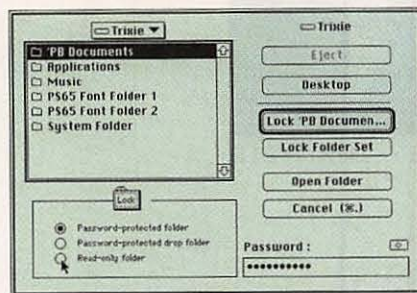 Trixie
'PB Documents
Applications
Music
PS65 Font Folder 1
PS65 Font Folder 2
System Folder
Lock
Password-protected folder
Password-protected drop folder
Read-only folder
Trixie
Eject
Desktop
Lock 'PB Documen...
Lock Folder Set
Open Folder
Cancel (⌘.)
Password :
••••••••••